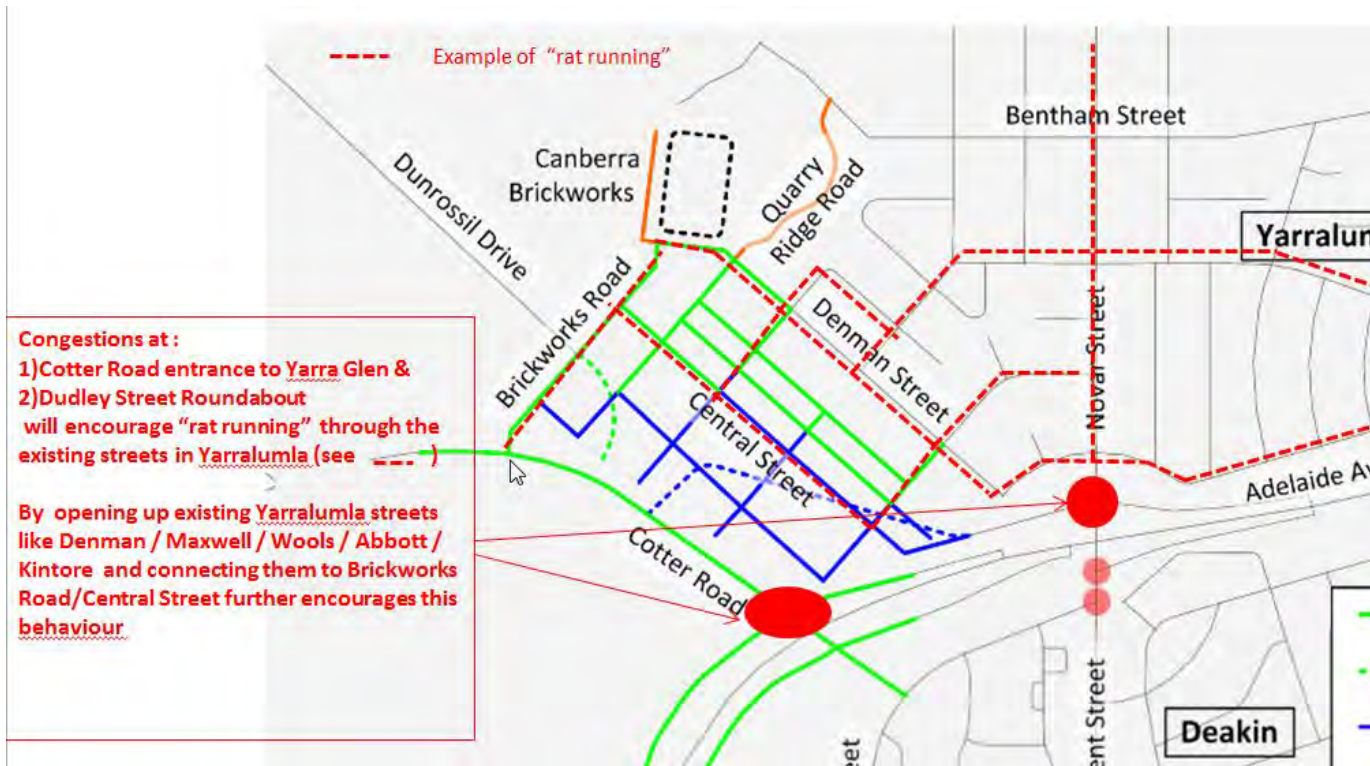 Example of “rat running”
Bentham Street
Canberra
Brickworks
Quarry
Ridge Road
Dunrossil Drive
Yarralum
Brickworks Road
Denman Street
Novar Street
Congestions at :
1)Cotter Road entrance to Yarra Glen &
2)Dudley Street Roundabout
will encourage “rat running” through the
existing streets in Yarralumla (see ---- )
By opening up existing Yarralumla streets
like Denman / Maxwell / Wools / Abbott /
Kintore and connecting them to Brickworks
Road/Central Street further encourages this
behaviour
Central Street
Adelaide Av
Cotter Road
ent Street
eet
Deakin